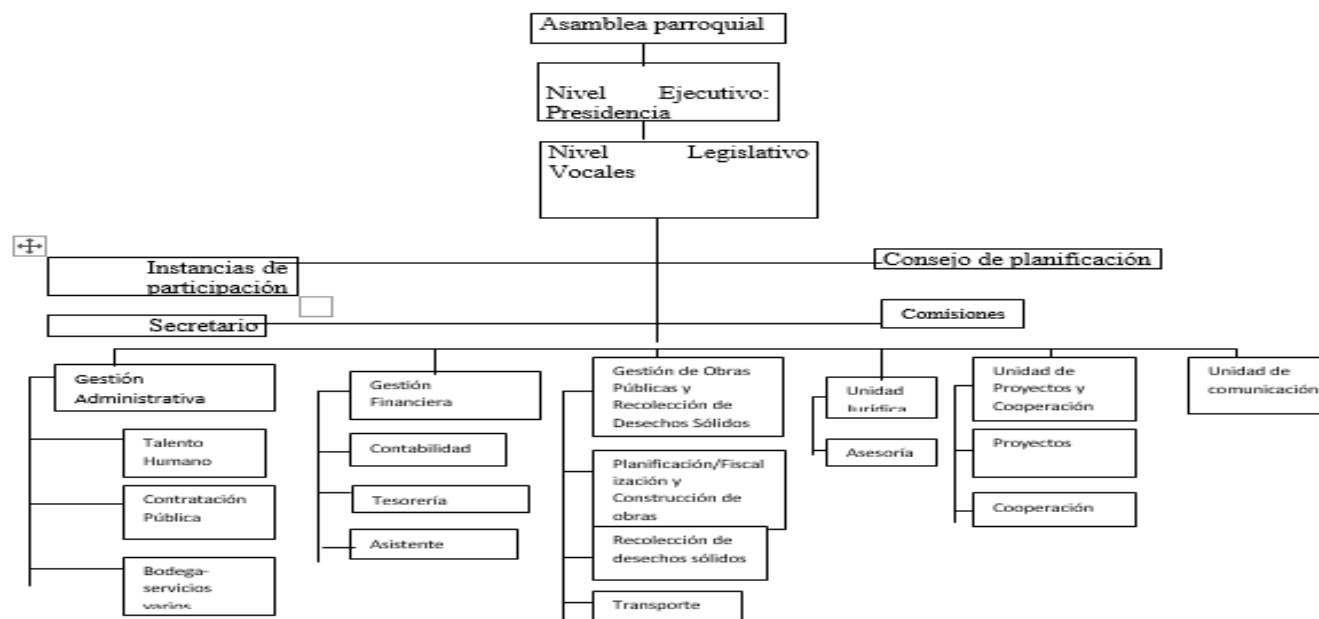 Asamblea parroquial
Nivel Ejecutivo:
Presidencia
Nivel Legislativo
Vocales
Instancias de
participación
Consejo de planificación
Secretario
Comisiones
Gestión
Administrativa
Talento
Humano
Contratación
Pública
Bodega-
servicios
varios
Gestión
Financiera
Contabilidad
Tesorería
Asistente
Gestión de Obras
Públicas y
Recolección de
Desechos Sólidos
Planificación/Fiscal
ización y
Construcción de
obras
Recolección de
desechos sólidos
Transporte
Unidad
Jurídica
Asesoría
Unidad de
Proyectos y
Cooperación
Proyectos
Cooperación
Unidad de
comunicación